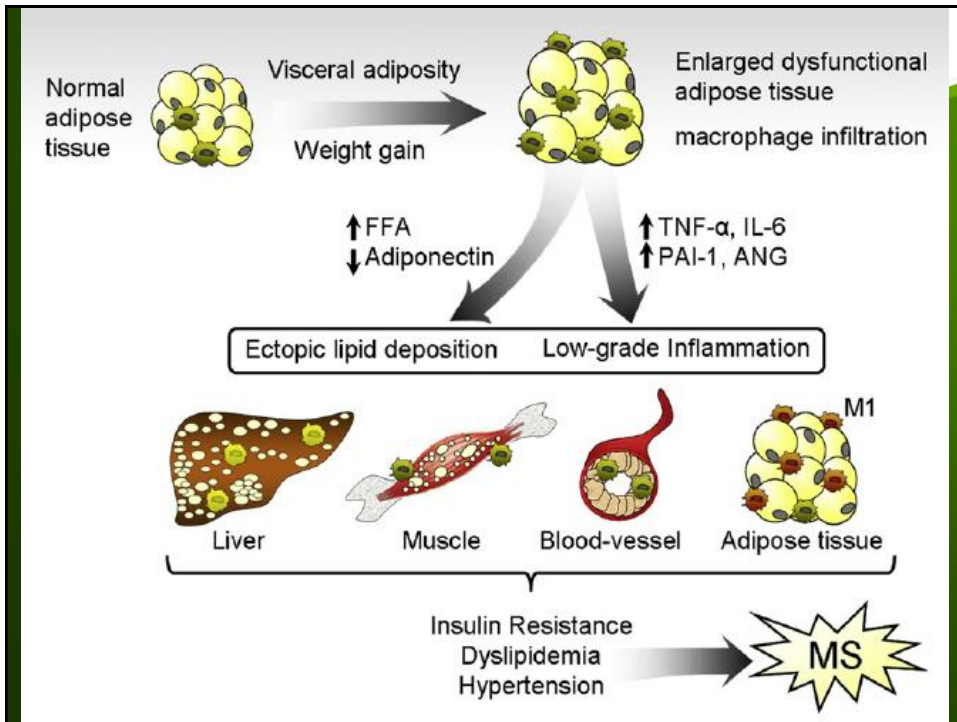 Normal
adipose
tissue
Visceral adiposity
Weight gain
Enlarged dysfunctional
adipose tissue
macrophage infiltration
↑FFA
↓Adiponectin
↑TNF-α, IL-6
↑PAI-1, ANG
Ectopic lipid deposition
Low-grade Inflammation
M1
Liver
Muscle
Blood-vessel
Adipose tissue
Insulin Resistance
Dyslipidemia
Hypertension
MS